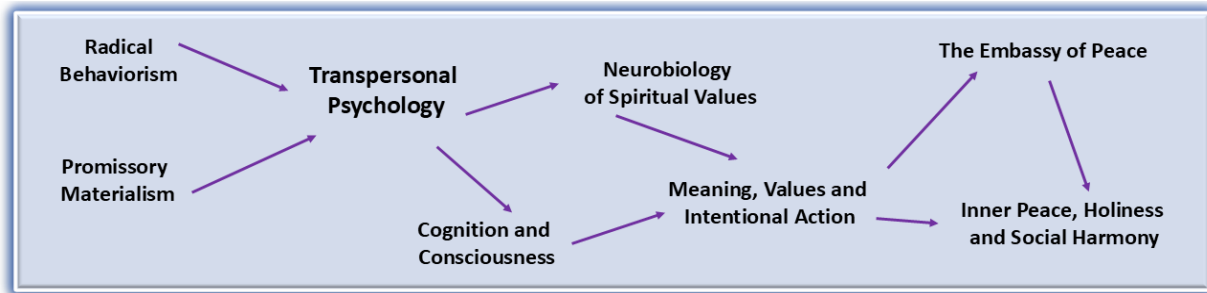 Radical
Behaviorism
Promissory
Materialism
Transpersonal
Psychology
Neurobiology
of Spiritual Values
Cognition and
Consciousness
Meaning, Values and
Intentional Action
The Embassy of Peace
Inner Peace, Holiness
and Social Harmony